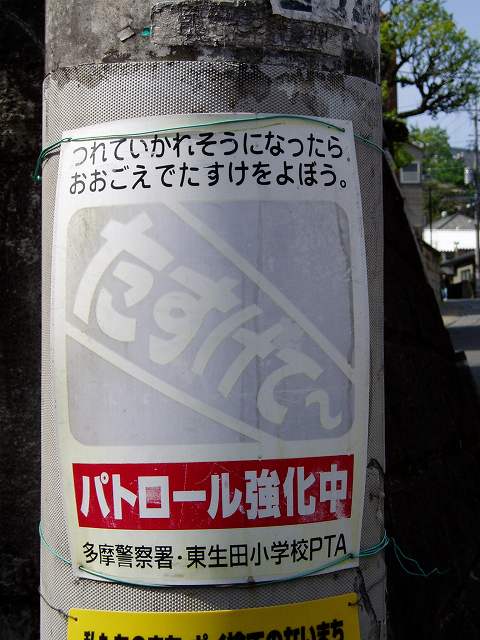 つれていかれそうになったら、
おおごえでたすけをよぼう。
たすけて〜
パトロール強化中
多摩警察署・東生田小学校PTA